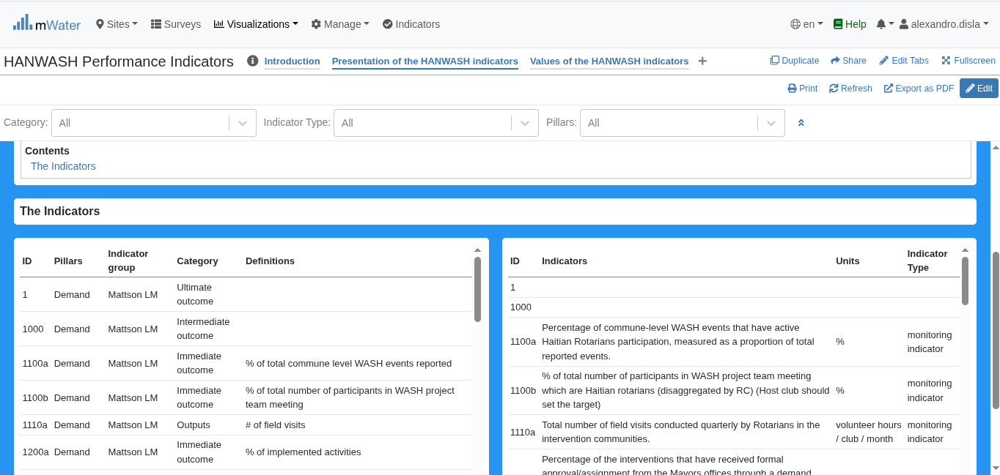 mWater Sites Surveys Visualizations Manage Indicators en Help alexandro.disla
HANWASH Performance Indicators Introduction Presentation of the HANWASH indicators Values of the HANWASH indicators Duplicate Share Edit Tabs Fullscreen
Print Refresh Export as PDF Edit
Category: All Indicator Type: All Pillars: All
Contents
The Indicators
The Indicators
ID Pillars Indicator group Category Definitions
1 Demand Mattson LM Ultimate outcome
1000 Demand Mattson LM Intermediate outcome
1100a Demand Mattson LM Immediate outcome % of total commune level WASH events reported
1100b Demand Mattson LM Immediate outcome % of total number of participants in WASH project team meeting
1110a Demand Mattson LM Outputs # of field visits
1200a Demand Mattson LM Immediate outcome % of implemented activities
ID Indicators Units Indicator Type
1
1000
1100a Percentage of commune-level WASH events that have active Haitian Rotarians participation, measured as a proportion of total reported events. % monitoring indicator
1100b % of total number of participants in WASH project team meeting which are Haitian rotarians (disaggregated by RC) (Host club should set the target) % monitoring indicator
1110a Total number of field visits conducted quarterly by Rotarians in the intervention communities. volunteer hours / club / month monitoring indicator
Percentage of the interventions that have received formal
approval/assignment from the Mayors offices through a demand